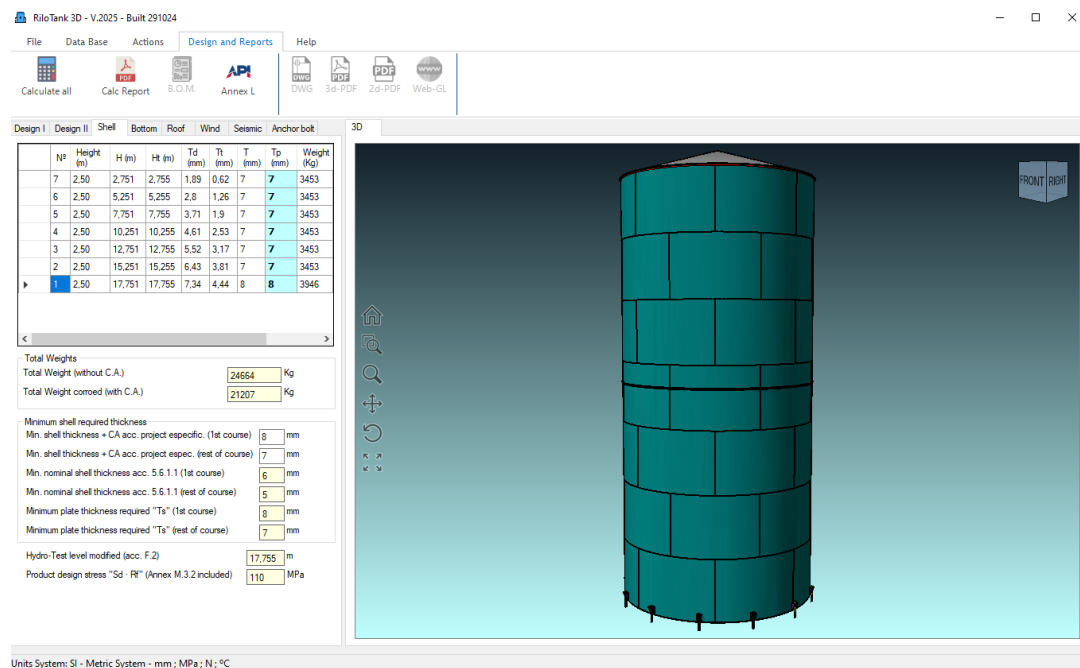 RiloTank 3D - V.2025 - Built 291024
File Data Base Actions Design and Reports Help
PDF DWG PDF PDF www
API
Calculate all Calc Report B.O.M. Annex L DWG 3d-PDF 2d-PDF Web-GL
Design I Design II Shell Bottom Roof Wind Seismic Anchor bolt 3D
Nº Height (m) H (m) Ht (m) Td (mm) Tt (mm) T (mm) Tp (mm) Weight (Kg)
7 2,50 2,751 2,755 1,89 0,62 7 7 3453
6 2,50 5,251 5,255 2,8 1,26 7 7 3453
5 2,50 7,751 7,755 3,71 1,9 7 7 3453
4 2,50 10,251 10,255 4,61 2,53 7 7 3453
3 2,50 12,751 12,755 5,52 3,17 7 7 3453
2 2,50 15,251 15,255 6,43 3,81 7 7 3453
1 2,50 17,751 17,755 7,34 4,44 8 8 3946
FRONT RIGHT
Total Weights
Total Weight (without C.A.) 24664 Kg
Total Weight corroed (with C.A.) 21207 Kg
Minimum shell required thickness
Min. shell thickness + CA acc. project especific. (1st course) 8 mm
Min. shell thickness + CA acc. project espec. (rest of course) 7 mm
Min. nominal shell thickness acc. 5.6.1.1 (1st course) 6 mm
Min. nominal shell thickness acc. 5.6.1.1 (rest of course) 5 mm
Minimum plate thickness required "Ts" (1st course) 8 mm
Minimum plate thickness required "Ts" (rest of course) 7 mm
Hydro-Test level modified (acc. F.2) 17,755 m
Product design stress "Sd · Rf" (Annex M.3.2 included) 110 MPa
Units System: SI - Metric System - mm ; MPa ; N ; ºC